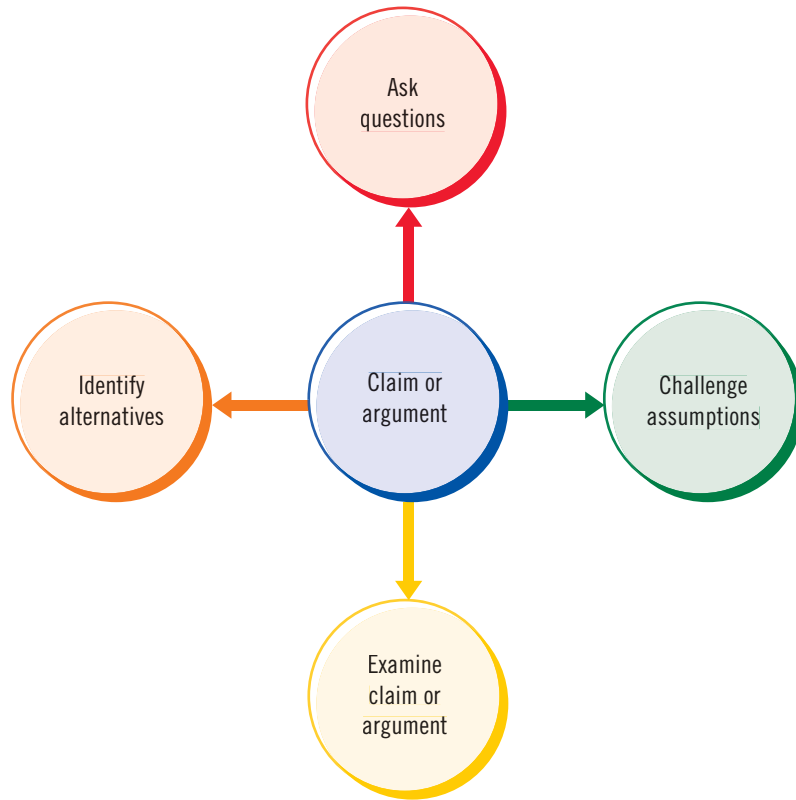 Ask
questions
Identify
alternatives
Claim or
argument
Challenge
assumptions
Examine
claim or
argument